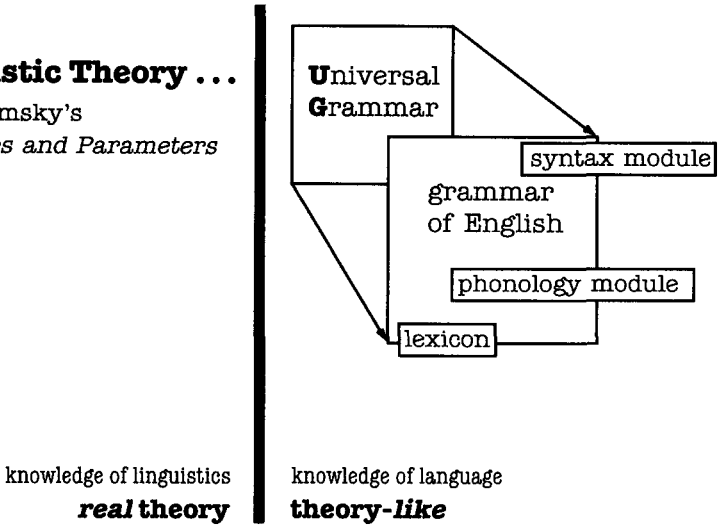 istic Theory ...
msky's
s and Parameters
Universal
Grammar
syntax module
grammar
of English
phonology module
lexicon
knowledge of linguistics
real theory
knowledge of language
theory-like